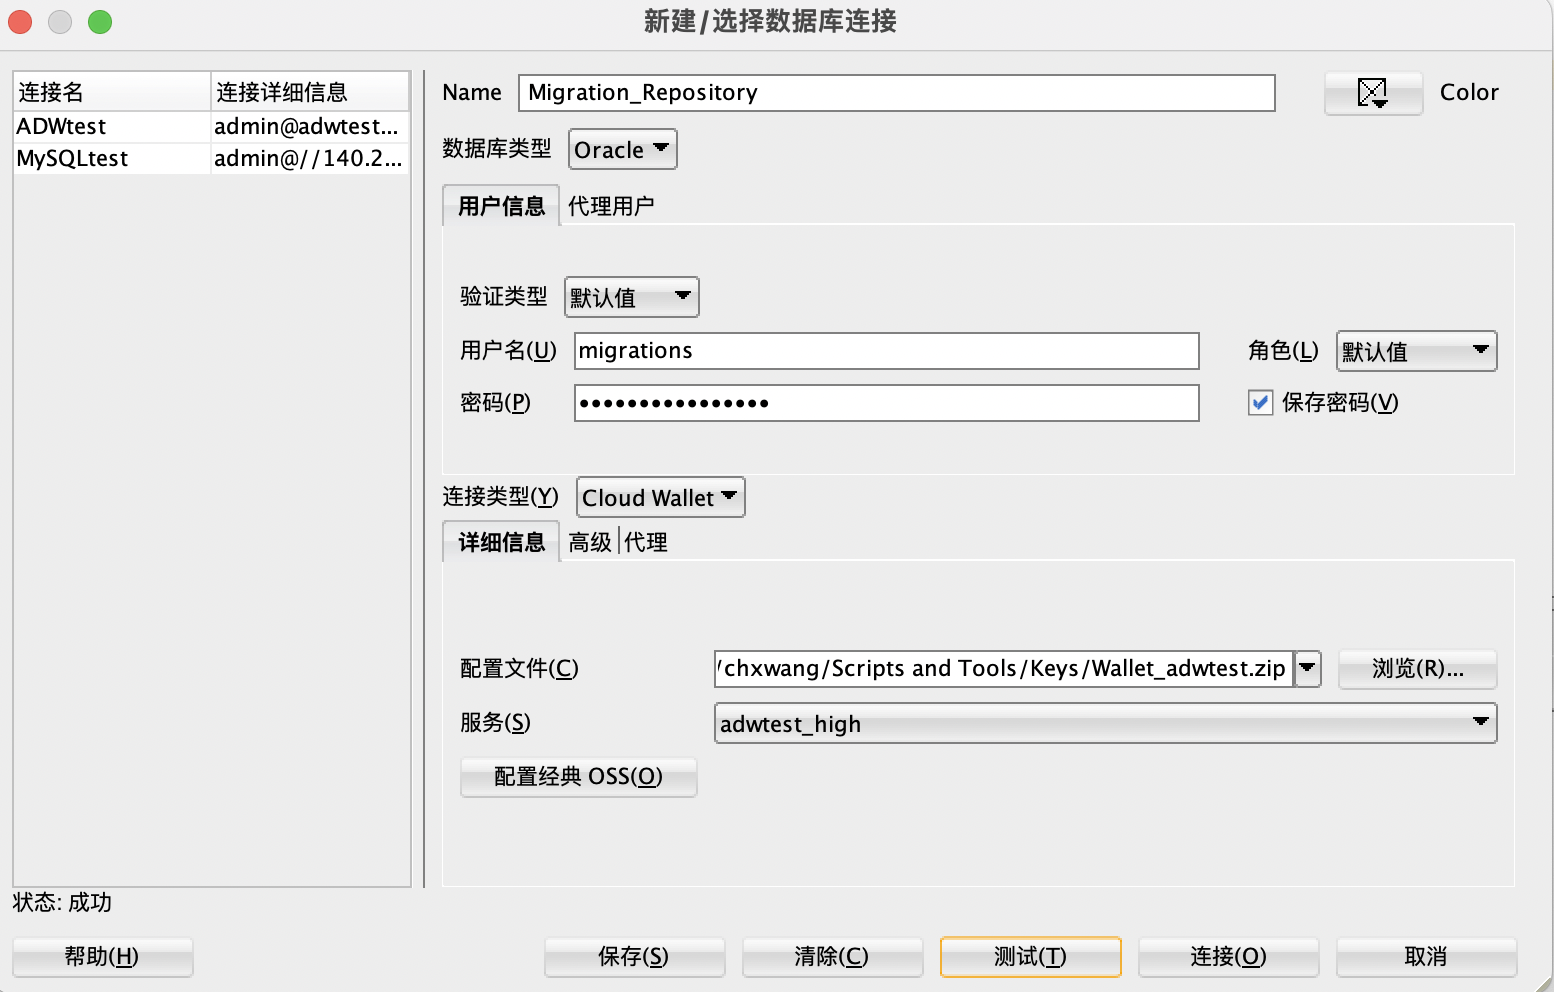 新建/选择数据库连接
连接名 连接详细信息
ADWtest admin@adwtest...
MySQLtest admin@//140.2...
Name Migration_Repository Color
数据库类型 Oracle
用户信息 代理用户
验证类型 默认值
用户名(U) migrations 角色(L) 默认值
密码(P) •••••••••••••••• 保存密码(V)
连接类型(Y) Cloud Wallet
详细信息 高级 代理
配置文件(C) /chxwang/Scripts and Tools/Keys/Wallet_adwtest.zip 浏览(R)...
服务(S) adwtest_high
配置经典 OSS(O)
状态: 成功
帮助(H) 保存(S) 清除(C) 测试(T) 连接(O) 取消